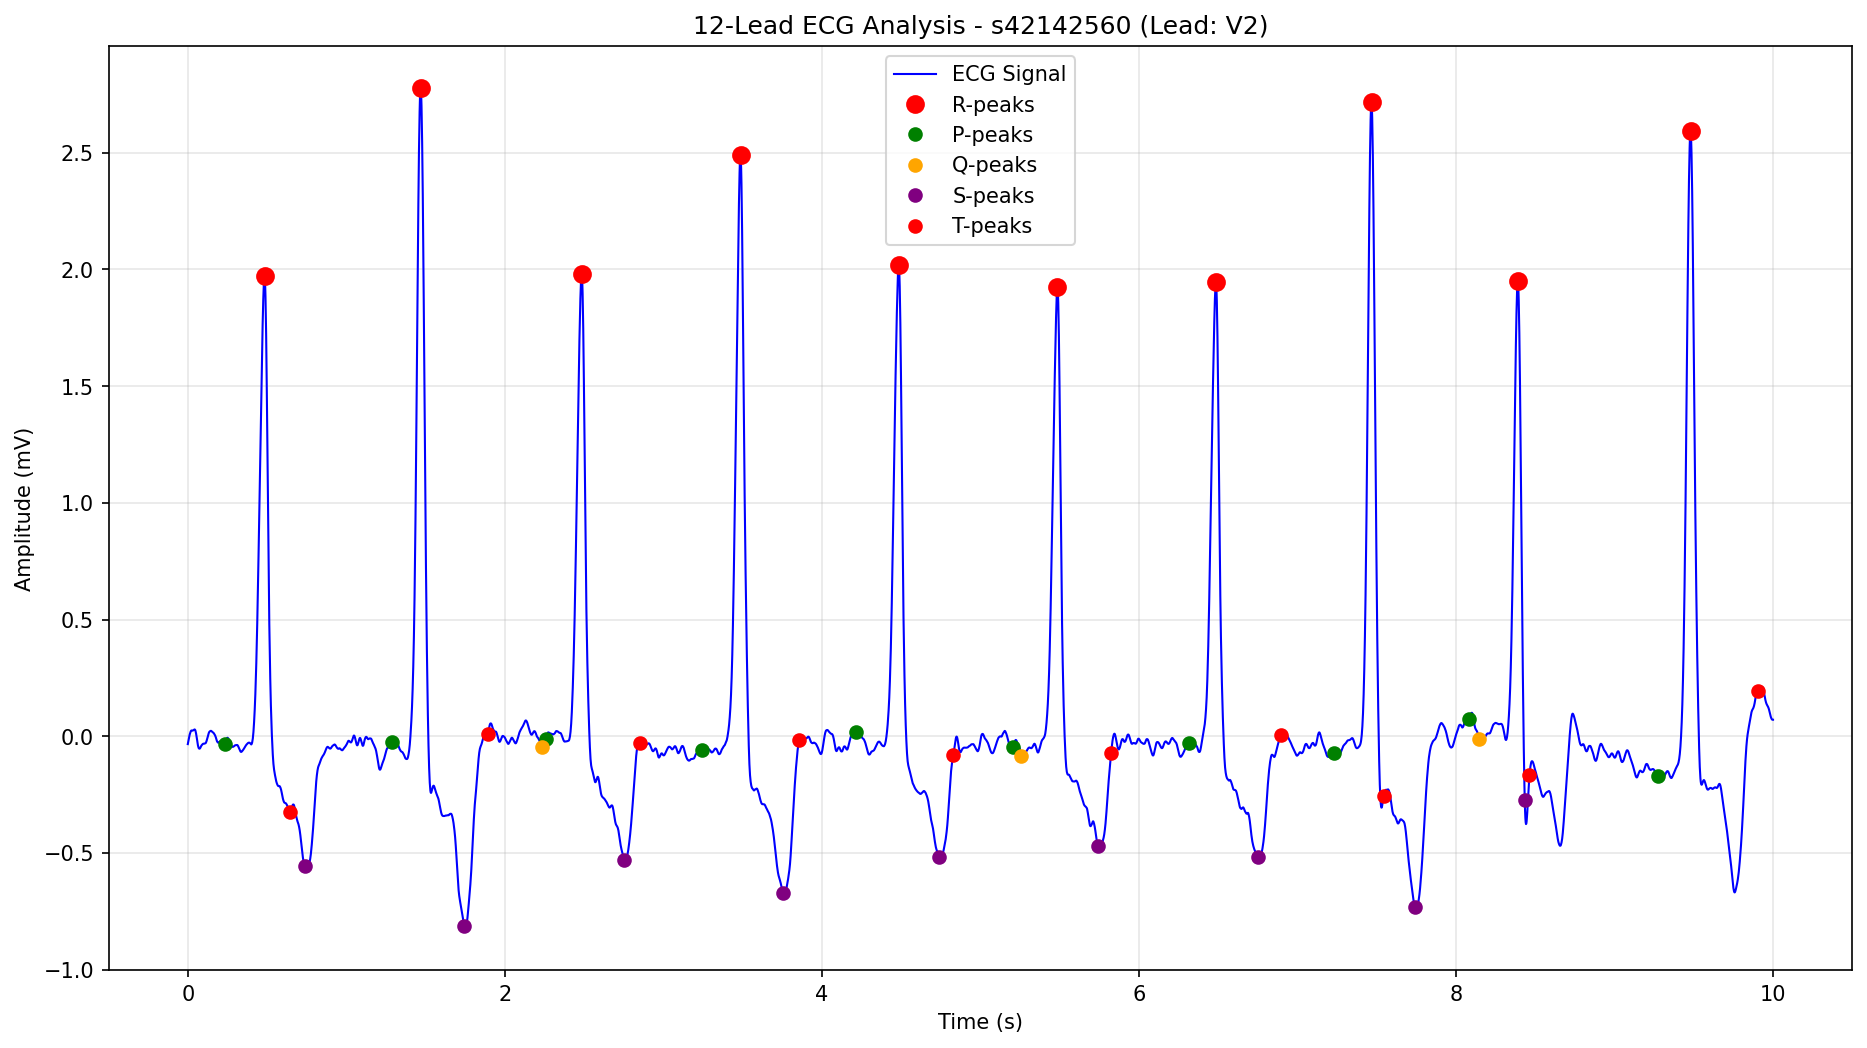 12-Lead ECG Analysis - s42142560 (Lead: V2)
ECG Signal
R-peaks
P-peaks
Q-peaks
S-peaks
T-peaks
Amplitude (mV)
2.5
2.0
1.5
1.0
0.5
0.0
−0.5
−1.0
0 2 4 6 8 10
Time (s)